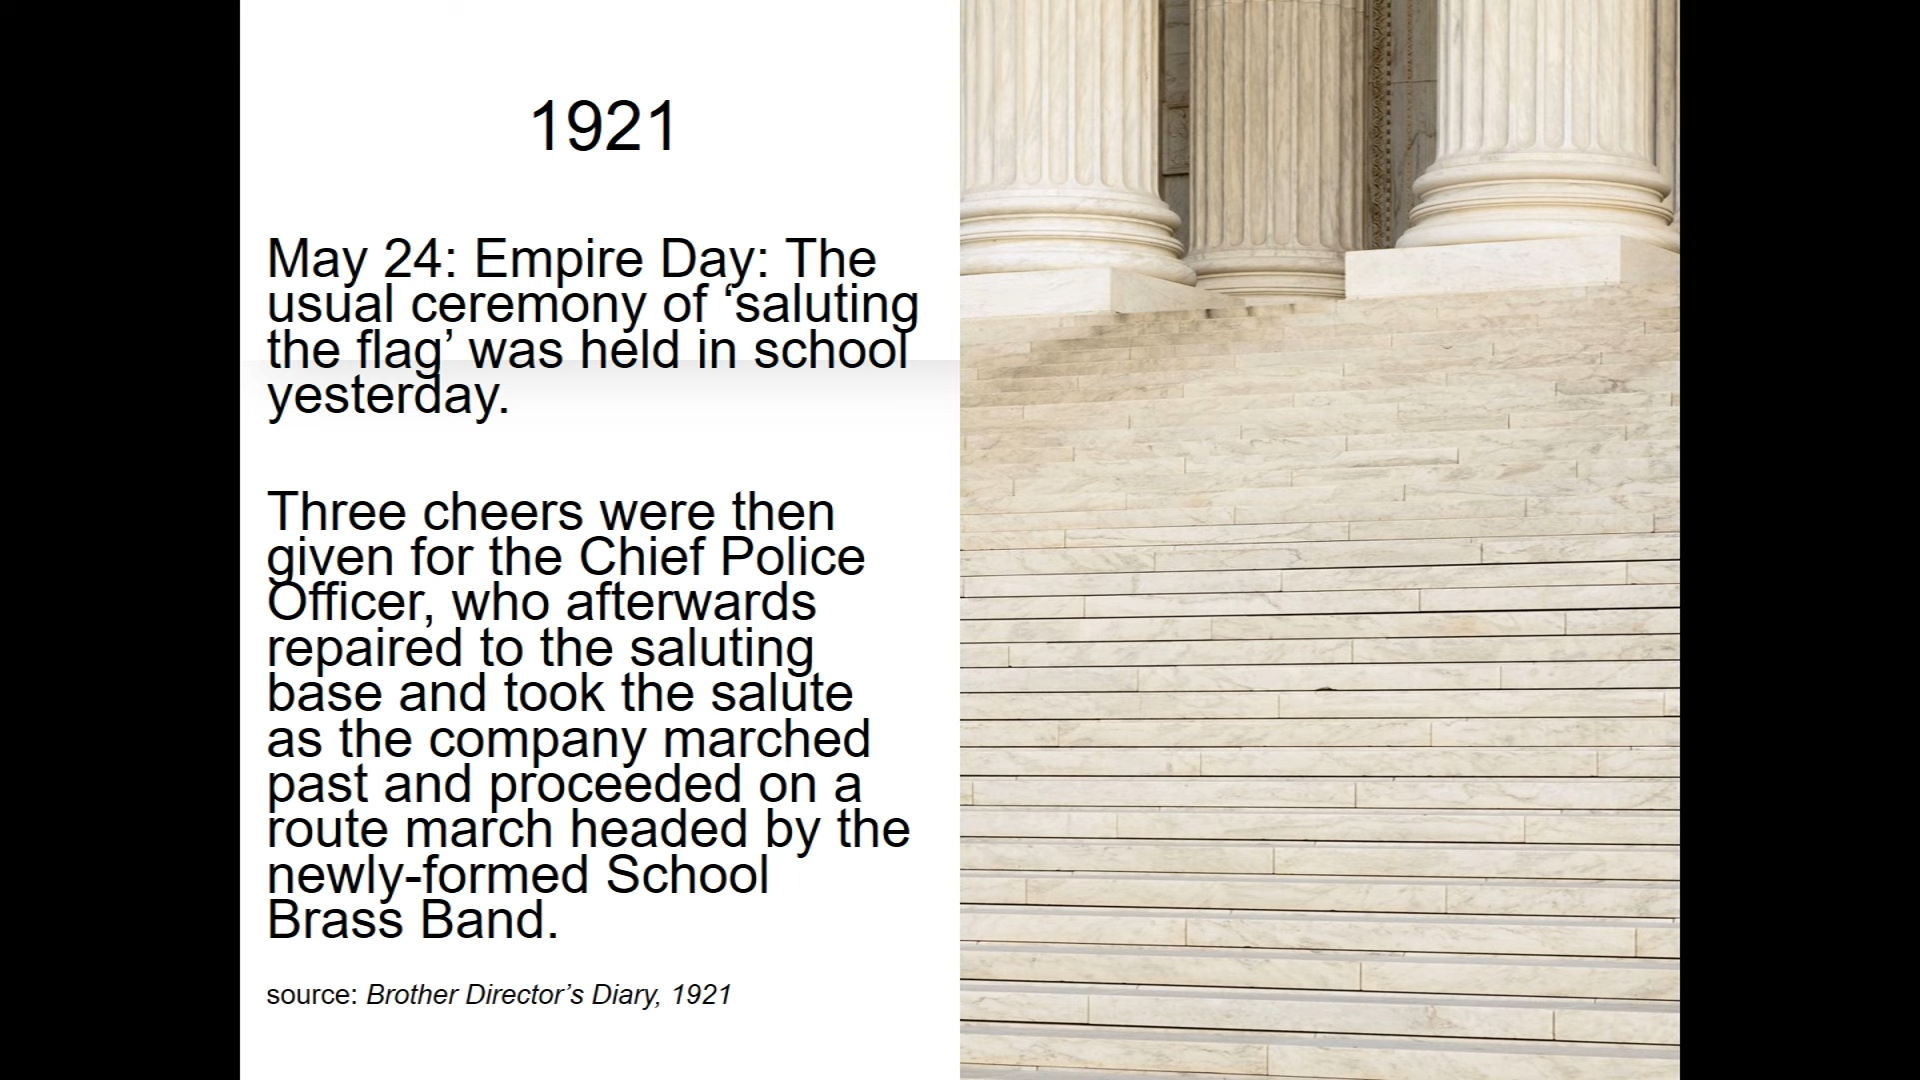 1921
May 24: Empire Day: The
usual ceremony of ‘saluting
the flag’ was held in school
yesterday.
Three cheers were then
given for the Chief Police
Officer, who afterwards
repaired to the saluting
base and took the salute
as the company marched
past and proceeded on a
route march headed by the
newly-formed School
Brass Band.
source: Brother Director’s Diary, 1921